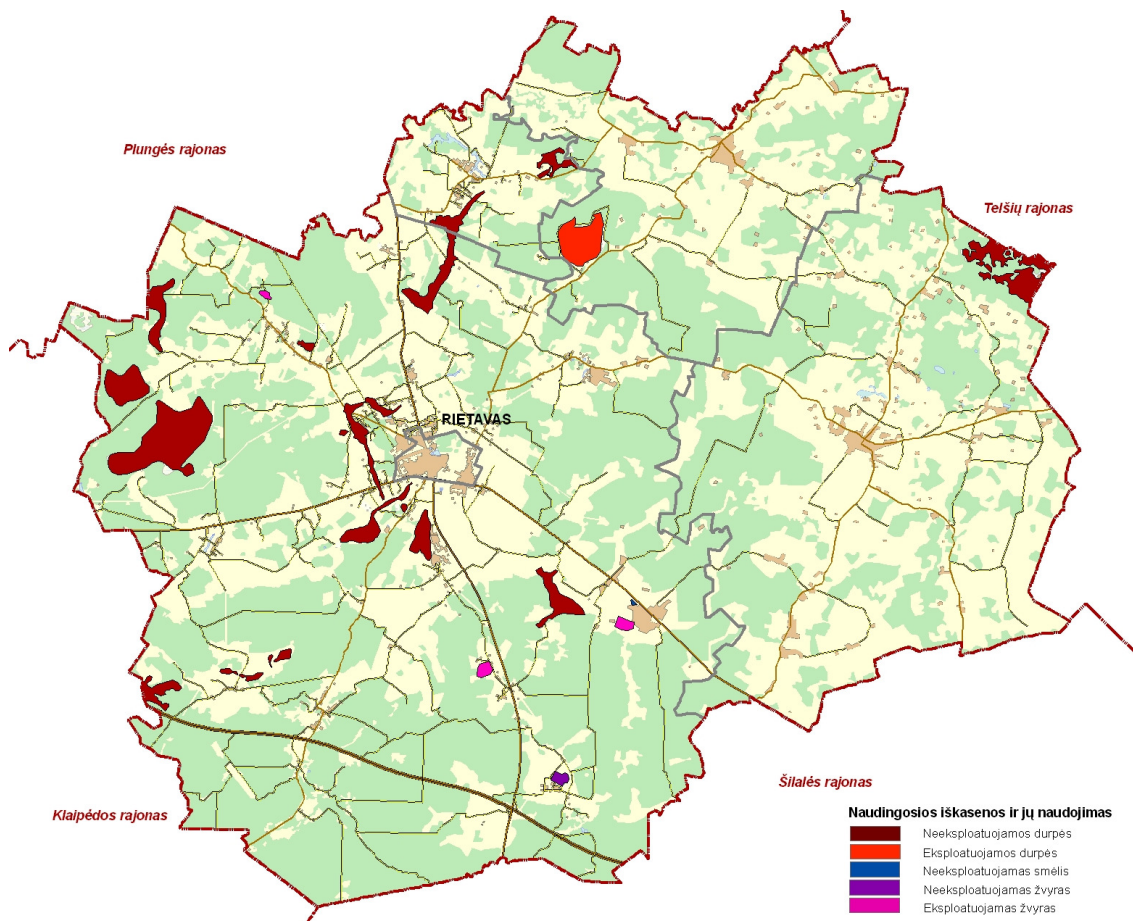 Plungės rajonas
Telšių rajonas
RIETAVAS
Šilalės rajonas
Klaipėdos rajonas
Naudingosios iškasenos ir jų naudojimas
Neeksploatuojamos durpės
Eksploatuojamos durpės
Neeksploatuojamas smėlis
Neeksploatuojamas žvyras
Eksploatuojamas žvyras